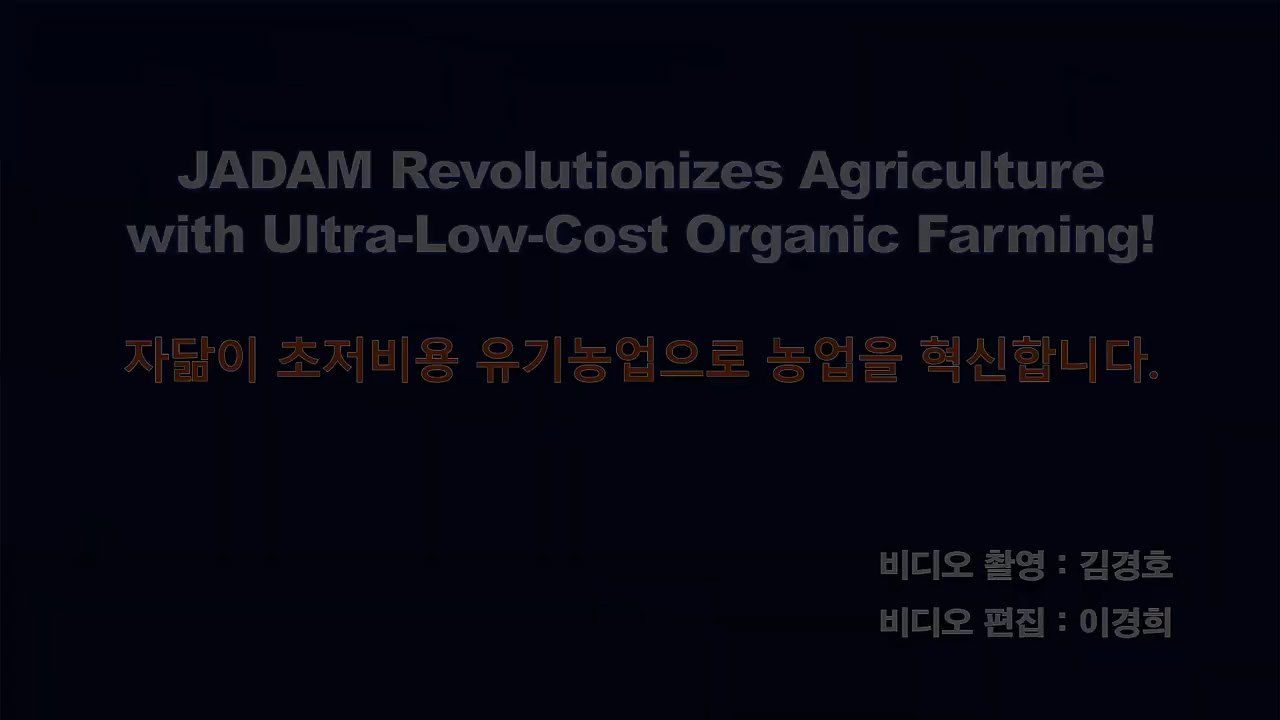 JADAM Revolutionizes Agriculture
with Ultra-Low-Cost Organic Farming!
자닮이 초저비용 유기농업으로 농업을 혁신합니다.
비디오 촬영 : 김경호
비디오 편집 : 이경희